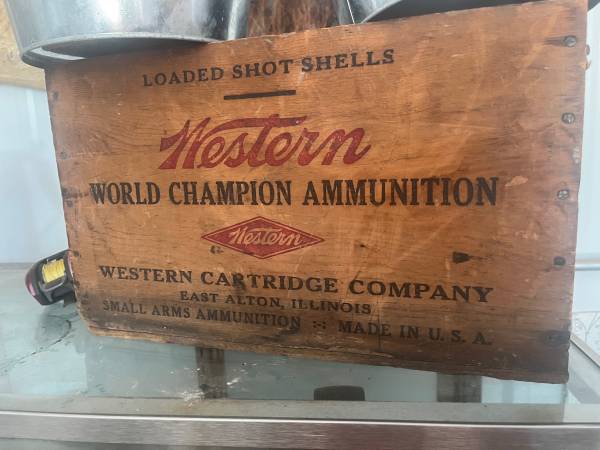 LOADED SHOT SHELLS
Western
WORLD CHAMPION AMMUNITION
Western
WESTERN CARTRIDGE COMPANY
EAST ALTON, ILLINOIS
SMALL ARMS AMMUNITION MADE IN U.S.A.